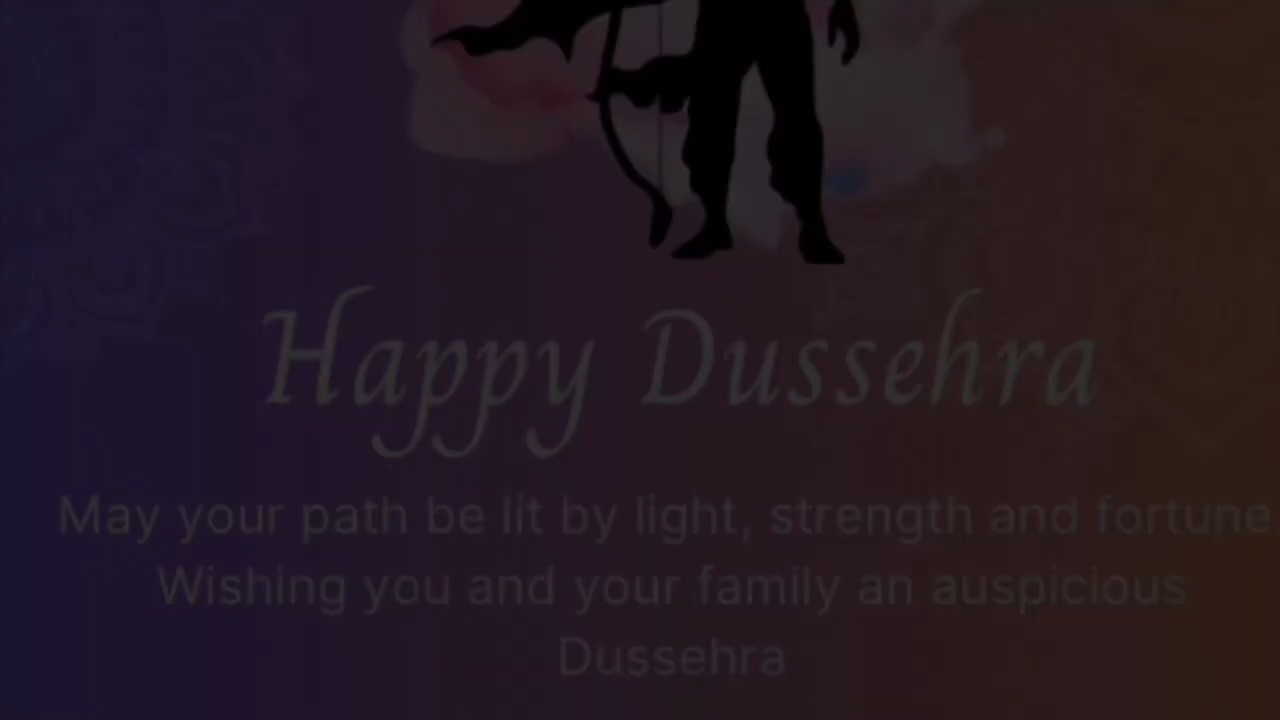 Happy Dussehra
May your path be lit by light, strength and fortune
Wishing you and your family an auspicious
Dussehra